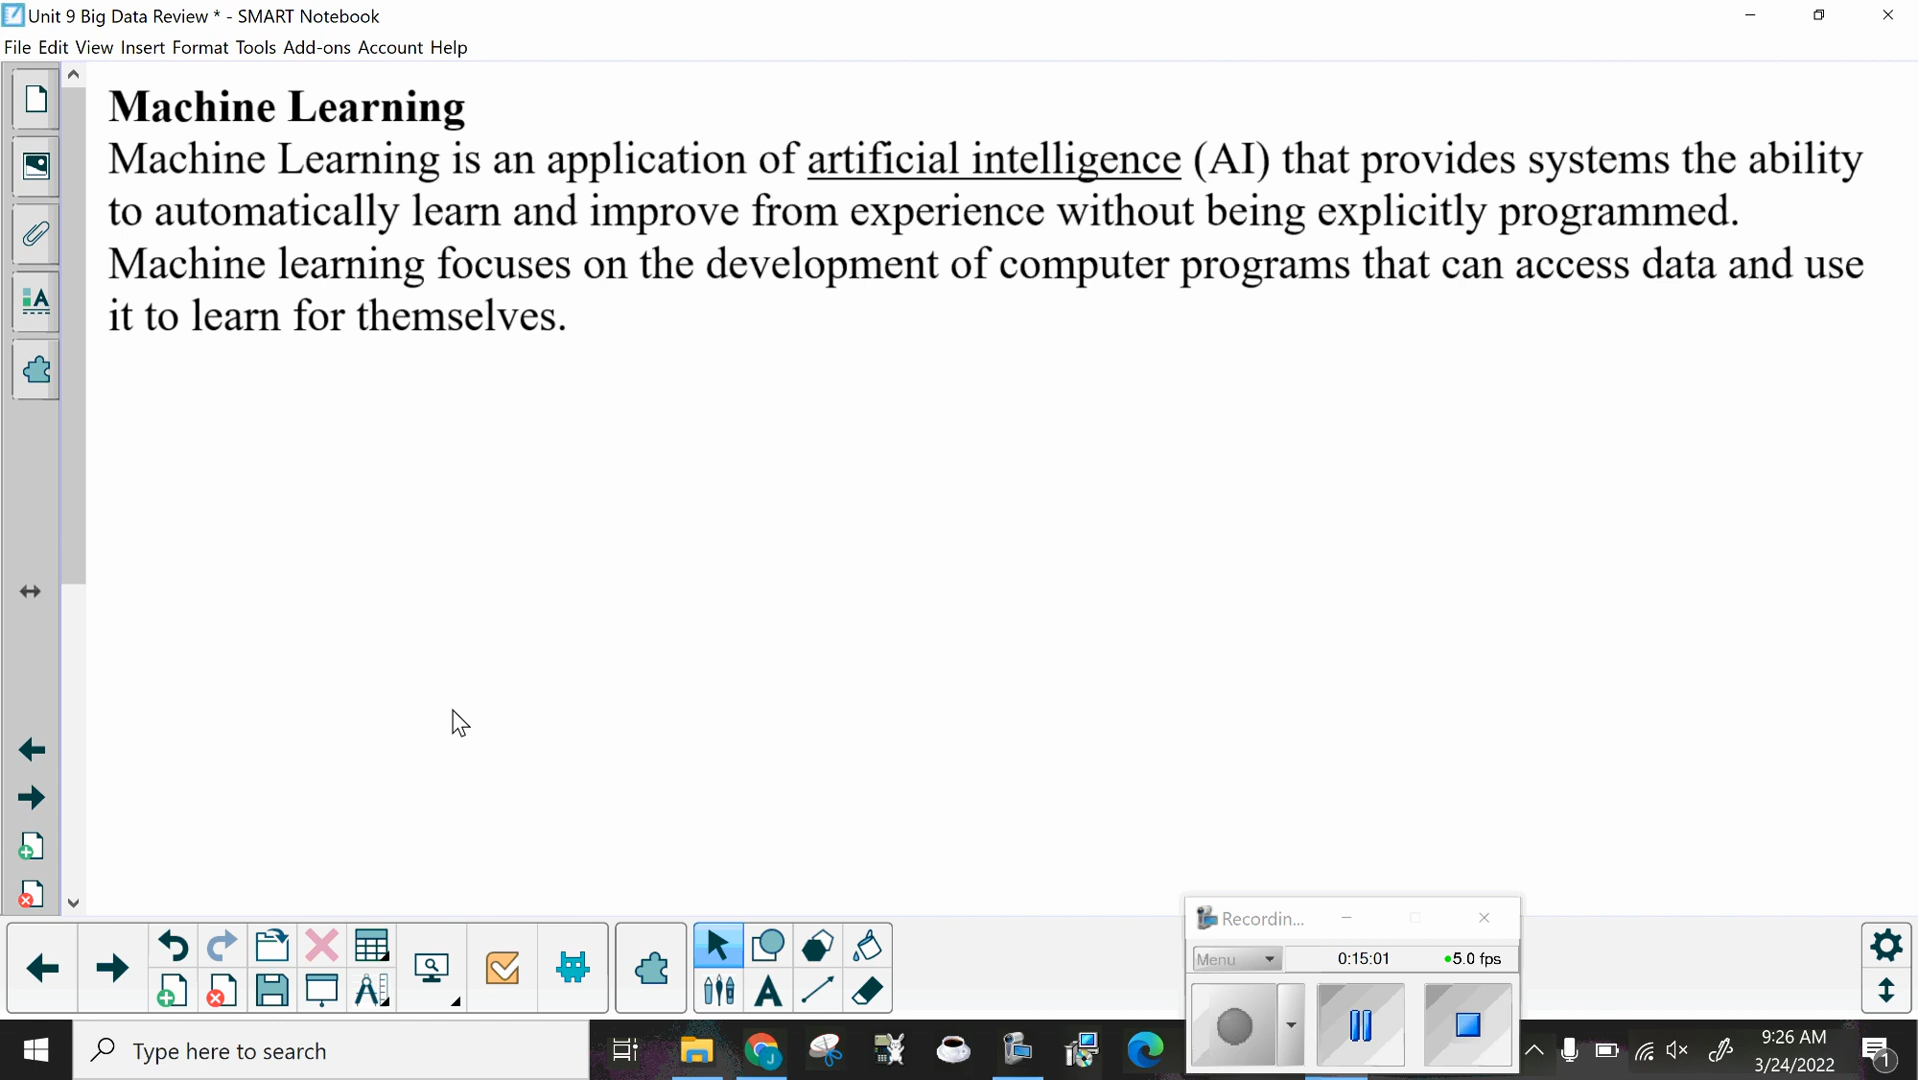 Unit 9 Big Data Review * - SMART Notebook
File Edit View Insert Format Tools Add-ons Account Help
Machine Learning
Machine Learning is an application of artificial intelligence (AI) that provides systems the ability
to automatically learn and improve from experience without being explicitly programmed.
Machine learning focuses on the development of computer programs that can access data and use
it to learn for themselves.
Recordin...
Menu 0:15:01 5.0 fps
Type here to search
9:26 AM
3/24/2022
1